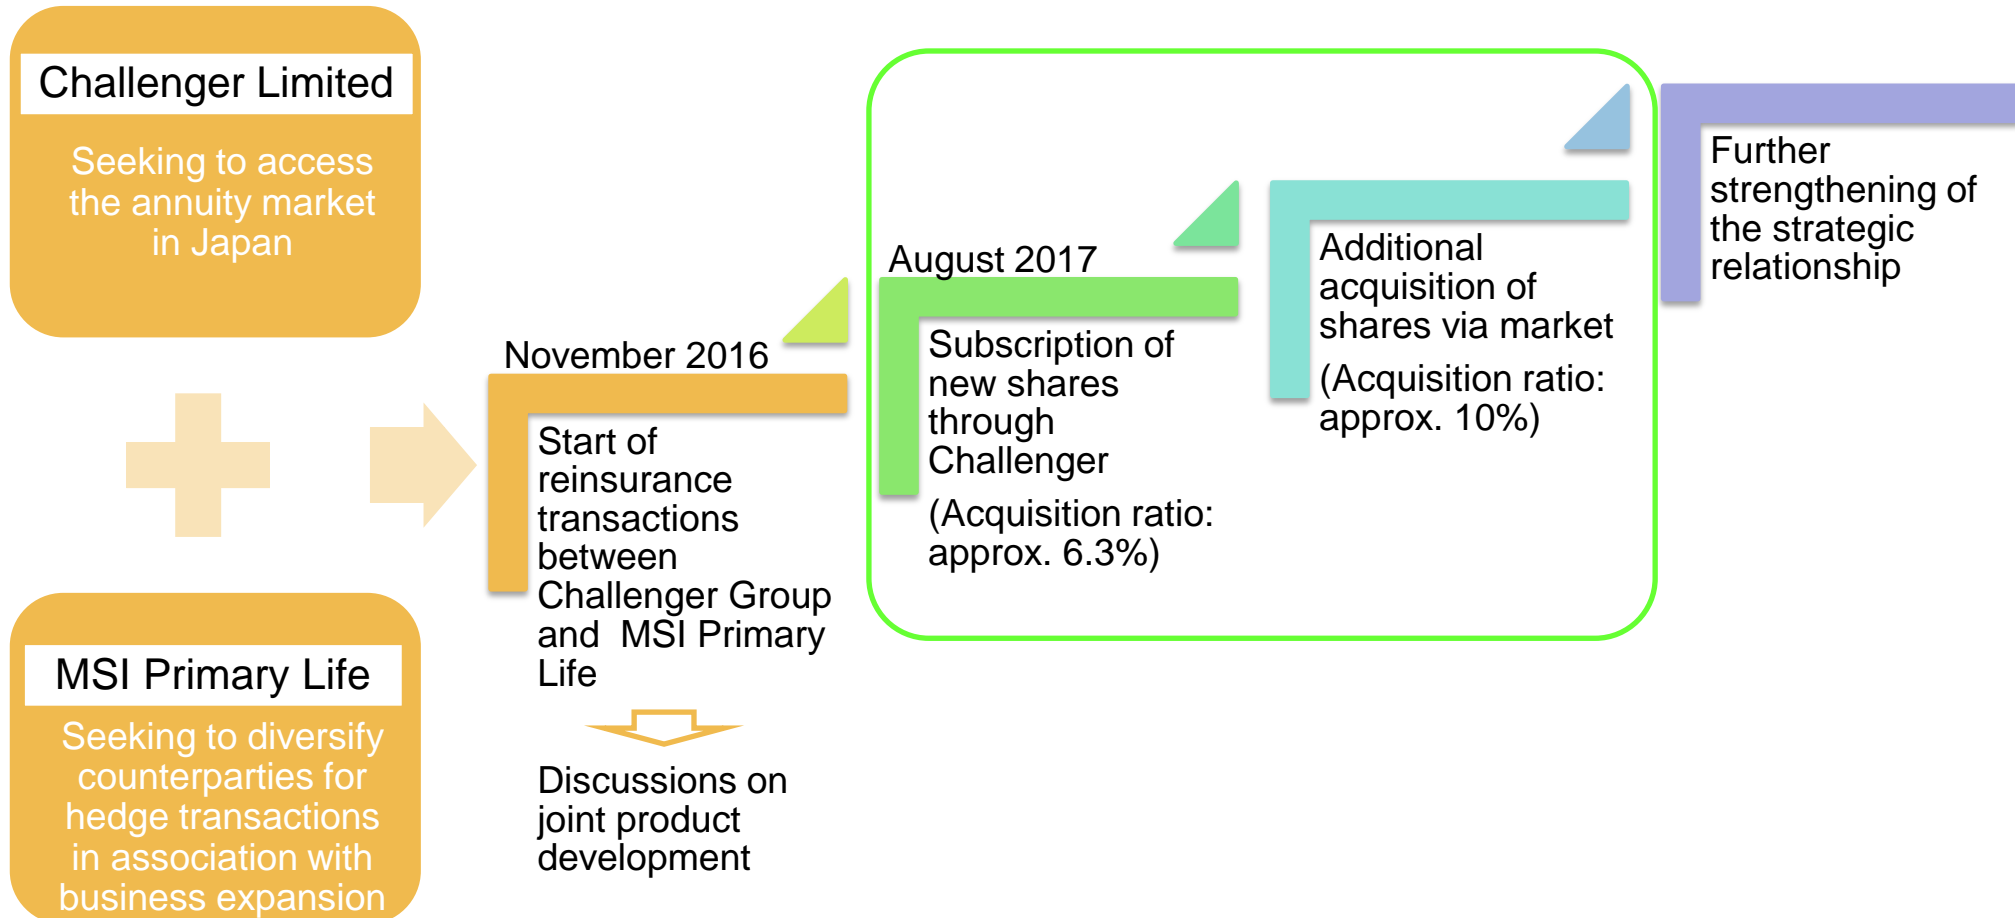 Challenger Limited
Seeking to access
the annuity market
in Japan
MSI Primary Life
Seeking to diversify
counterparties for
hedge transactions
in association with
business expansion
November 2016
Start of
reinsurance
transactions
between
Challenger Group
and  MSI Primary
Life
Discussions on
joint product
development
August 2017
Subscription of
new shares
through
Challenger
(Acquisition ratio:
approx. 6.3%)
Additional
acquisition of
shares via market
(Acquisition ratio:
approx. 10%)
Further
strengthening of
the strategic
relationship